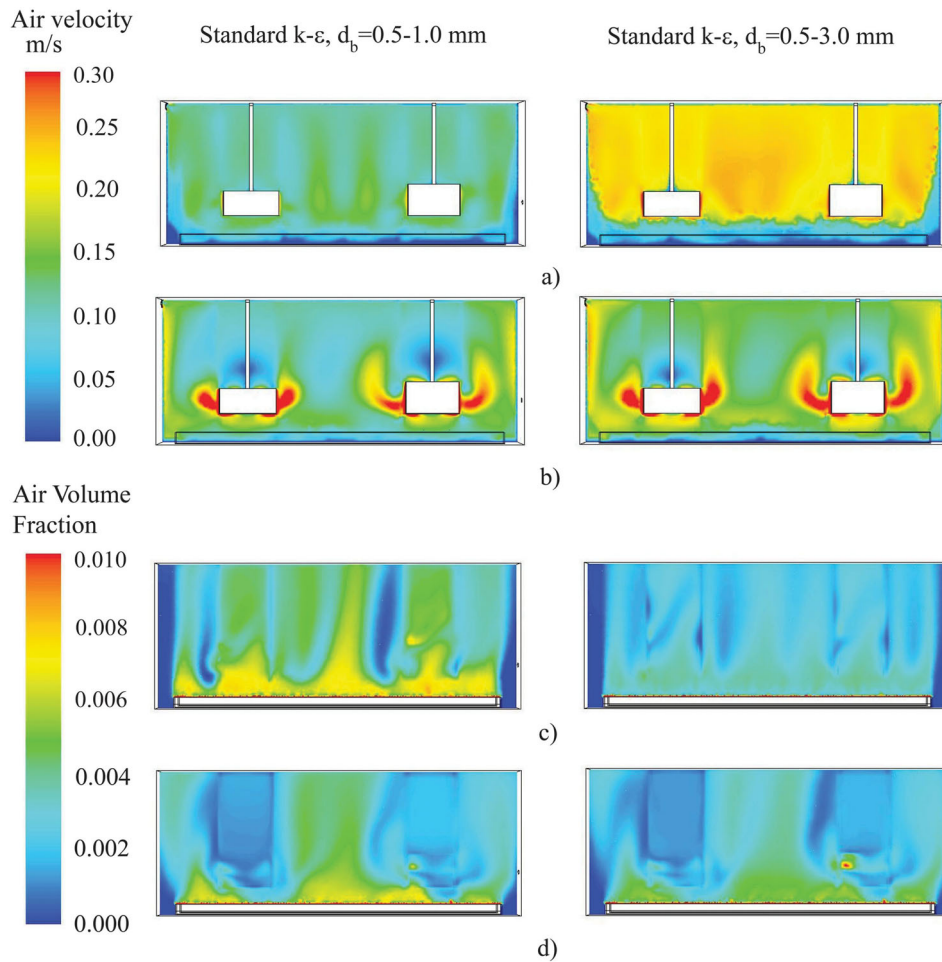 Air velocity
m/s
Standard k-ε, d_b=0.5-1.0 mm
Standard k-ε, d_b=0.5-3.0 mm
0.30
0.25
0.20
0.15
0.10
0.05
0.00
a)
b)
Air Volume
Fraction
0.010
0.008
0.006
0.004
0.002
0.000
c)
d)